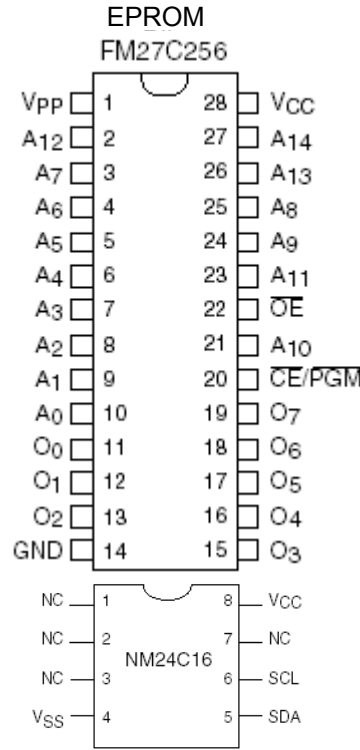 EPROM
FM27C256
VPP 1 28 VCC
A12 2 27 A14
A7 3 26 A13
A6 4 25 A8
A5 5 24 A9
A4 6 23 A11
A3 7 22 OE
A2 8 21 A10
A1 9 20 CE/PGM
A0 10 19 O7
O0 11 18 O6
O1 12 17 O5
O2 13 16 O4
GND 14 15 O3
NC 1 8 VCC
NC 2 7 NC
NM24C16
NC 3 6 SCL
VSS 4 5 SDA